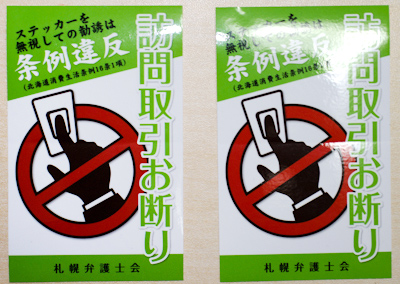 ステッカーを
無視しての勧誘は
条例違反
(北海道消費生活条例16条1項)
訪問取引お断り
札幌弁護士会
ステッカーを
無視しての勧誘は
条例違反
(北海道消費生活条例16条1項)
訪問取引お断り
札幌弁護士会